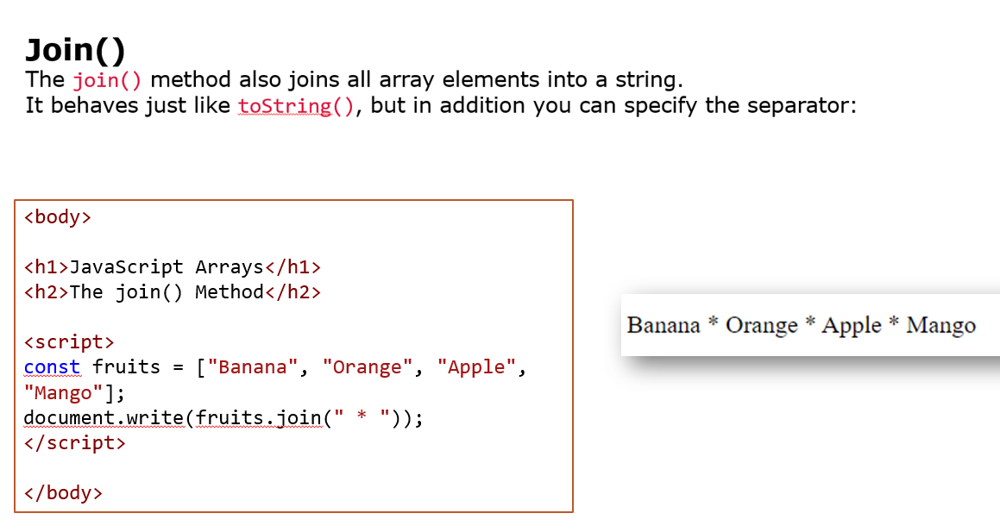 Join()
The join() method also joins all array elements into a string.
It behaves just like toString(), but in addition you can specify the separator:
<body>
<h1>JavaScript Arrays</h1>
<h2>The join() Method</h2>
<script>
const fruits = ["Banana", "Orange", "Apple",
"Mango"];
document.write(fruits.join(" * "));
</script>
</body>
Banana * Orange * Apple * Mango